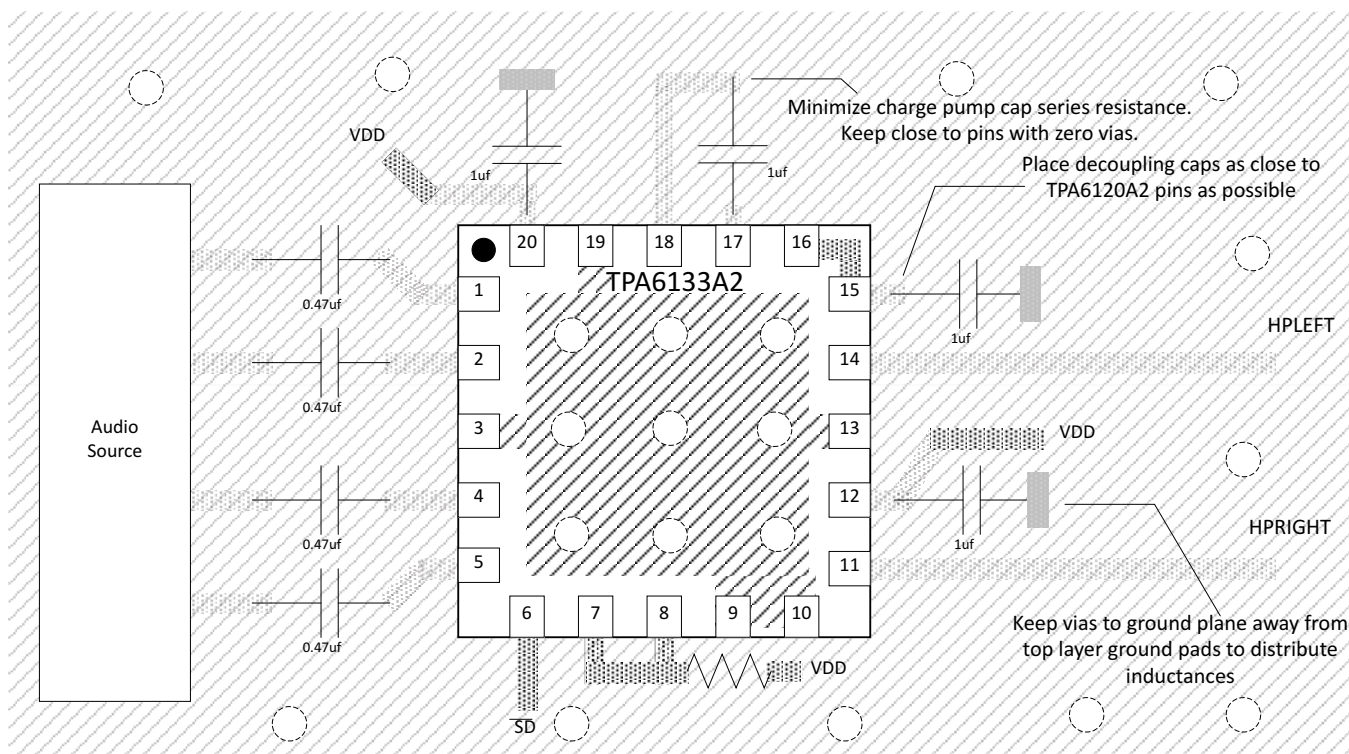 Minimize charge pump cap series resistance.
Keep close to pins with zero vias.
VDD
1uf
1uf
Place decoupling caps as close to
TPA6120A2 pins as possible
20
19
18
17
16
TPA6133A2
1
15
0.47uf
1uf
HPLEFT
2
14
0.47uf
Audio
Source
3
13
VDD
4
12
0.47uf
1uf
HPRIGHT
5
11
0.47uf
6
7
8
9
10
Keep vias to ground plane away from
top layer ground pads to distribute
inductances
VDD
SD